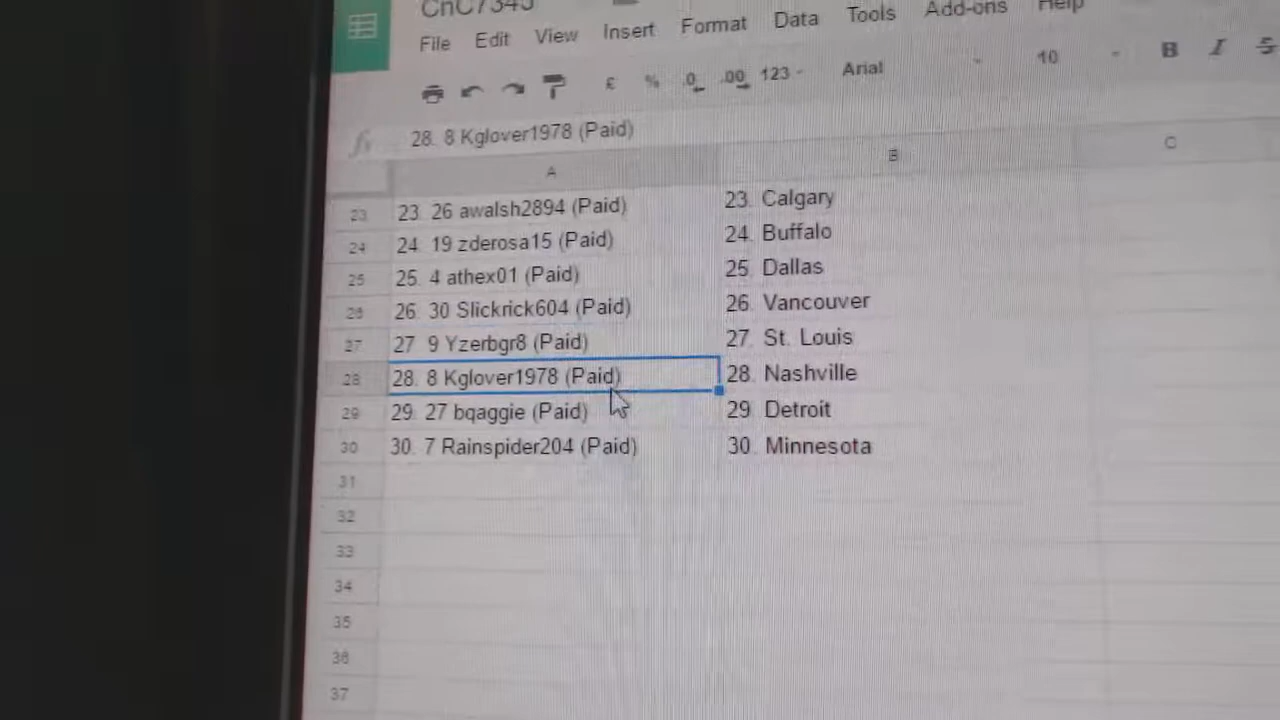 CnC7345
File Edit View Insert Format Data Tools Add-ons Help
£ % .0 .00 123 Arial 10 B I S
fx 28. 8 Kglover1978 (Paid)
A B C
23 23. 26 awalsh2894 (Paid) 23. Calgary
24 24. 19 zderosa15 (Paid) 24. Buffalo
25 25. 4 athex01 (Paid) 25. Dallas
26 26. 30 Slickrick604 (Paid) 26. Vancouver
27 27 9 Yzerbgr8 (Paid) 27. St. Louis
28 28. 8 Kglover1978 (Paid) 28. Nashville
29 29. 27 bqaggie (Paid) 29. Detroit
30 30. 7 Rainspider204 (Paid) 30. Minnesota
31
32
33
34
35
36
37